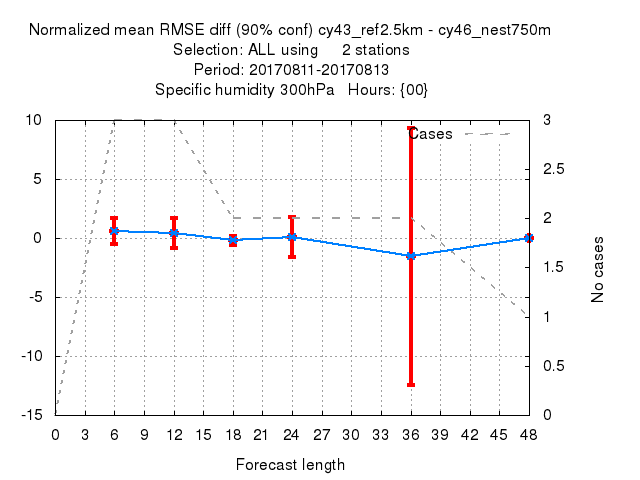 Normalized mean RMSE diff (90% conf) cy43_ref2.5km - cy46_nest750m
Selection: ALL using     2 stations
Period: 20170811-20170813
Specific humidity 300hPa   Hours: {00}
Cases
10
5
0
-5
-10
-15
3
2.5
2
1.5
1
0.5
0
No cases
0 3 6 9 12 15 18 21 24 27 30 33 36 39 42 45 48
Forecast length